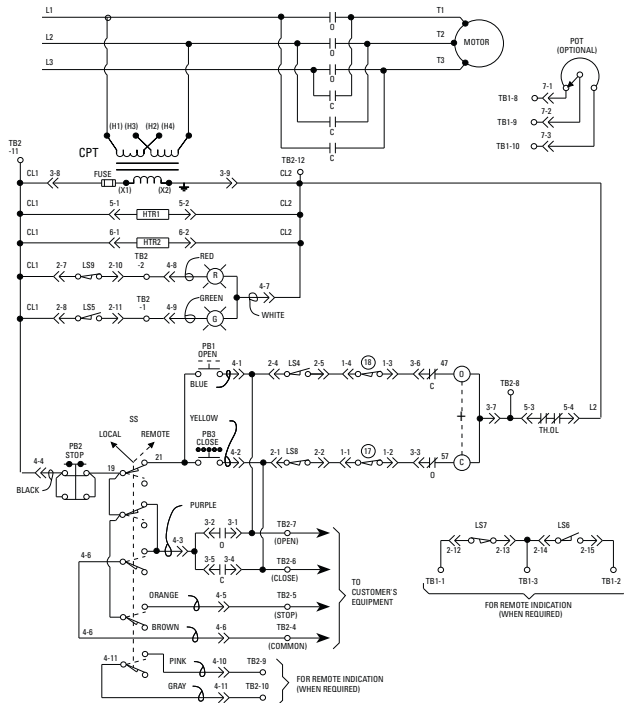 L1
T1
O
L2
T2
MOTOR
POT
(OPTIONAL)
O
L3
T3
7-1
O
TB1-8
7-2
C
TB1-9
7-3
C
TB1-10
C
(H1) (H3) (H2) (H4)
TB2
-11
CPT
TB2-12
CL1 3-8 FUSE (X1) (X2) 3-9 CL2
CL1 5-1 HTR1 5-2 CL2
CL1 6-1 HTR2 6-2 CL2
CL1 2-7 LS9 2-10 TB2
-2 4-8 RED R
4-7
CL1 2-8 LS5 2-11 TB2
-1 4-9 GREEN G
WHITE
PB1
OPEN
BLUE
4-1 2-4 LS4 2-5 1-4 18 1-3 3-6 47 O
C
TB2-8
YELLOW
3-7 5-3 5-4 L2
TH.OL
SS
LOCAL REMOTE
PB3
CLOSE
21
4-2 2-1 LS8 2-2 1-1 17 1-2 3-3 57 C
O
4-4 PB2
STOP
BLACK
19
PURPLE
4-3
3-2 3-1 TB2-7
O (OPEN)
3-5 3-4 TB2-6
C (CLOSE)
4-6
TO
CUSTOMER'S
EQUIPMENT
ORANGE 4-5 TB2-5
(STOP)
4-6 BROWN 4-6 TB2-4
(COMMON)
LS7 LS6
2-12 2-13 2-14 2-15
TB1-1 TB1-3 TB1-2
FOR REMOTE INDICATION
(WHEN REQUIRED)
4-11 PINK 4-10 TB2-9
GRAY 4-11 TB2-10
FOR REMOTE INDICATION
(WHEN REQUIRED)